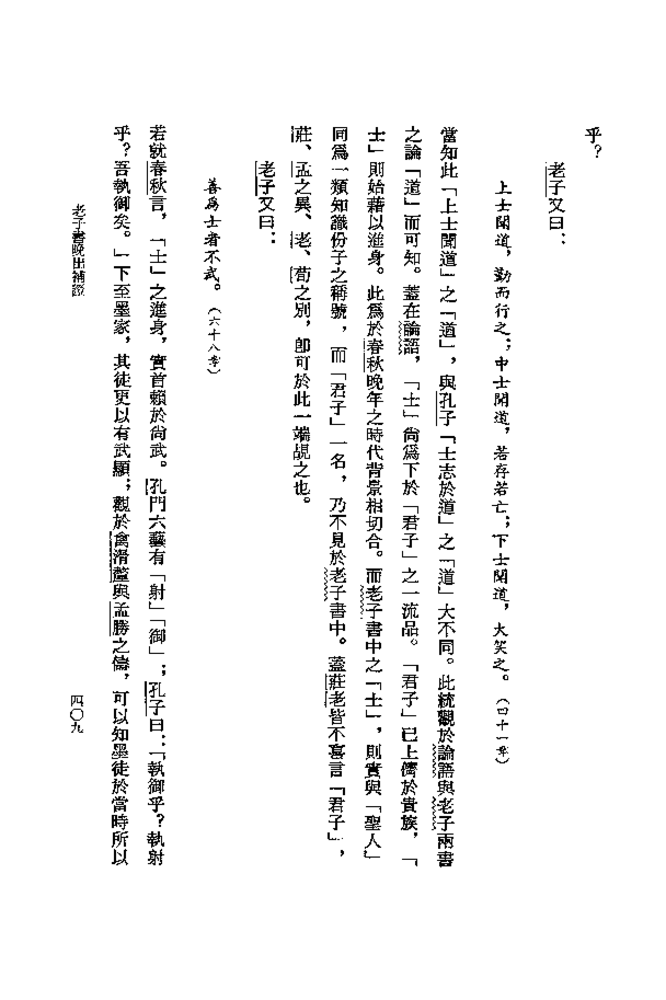 乎？
老子又曰：
上士聞道，勤而行之；中士聞道，若存若亡；下士聞道，大笑之。（四十一章）
當知此「上士聞道」之「道」，與孔子「士志於道」之「道」大不同。此統觀於論語與老子兩書
之論「道」而可知。蓋在論語，「士」尚爲下於「君子」之一流品。「君子」已上儕於貴族，「
士」則始藉以進身。此爲於春秋晚年之時代背景相切合。而老子書中之「士」，則實與「聖人」
同爲一類知識份子之稱號，而「君子」一名，乃不見於老子書中。蓋莊老皆不喜言「君子」，
莊、孟之異、老、荀之別，卽可於此一端覘之也。
老子又曰：
善爲士者不武。（六十八章）
若就春秋言，「士」之進身，實首賴於尚武。孔門六藝有「射」「御」；孔子曰：「執御乎？執射
乎？吾執御矣。」下至墨家，其徒更以有武顯；觀於禽滑釐與孟勝之儔，可以知墨徒於當時所以
老子書晚出補證
四〇九